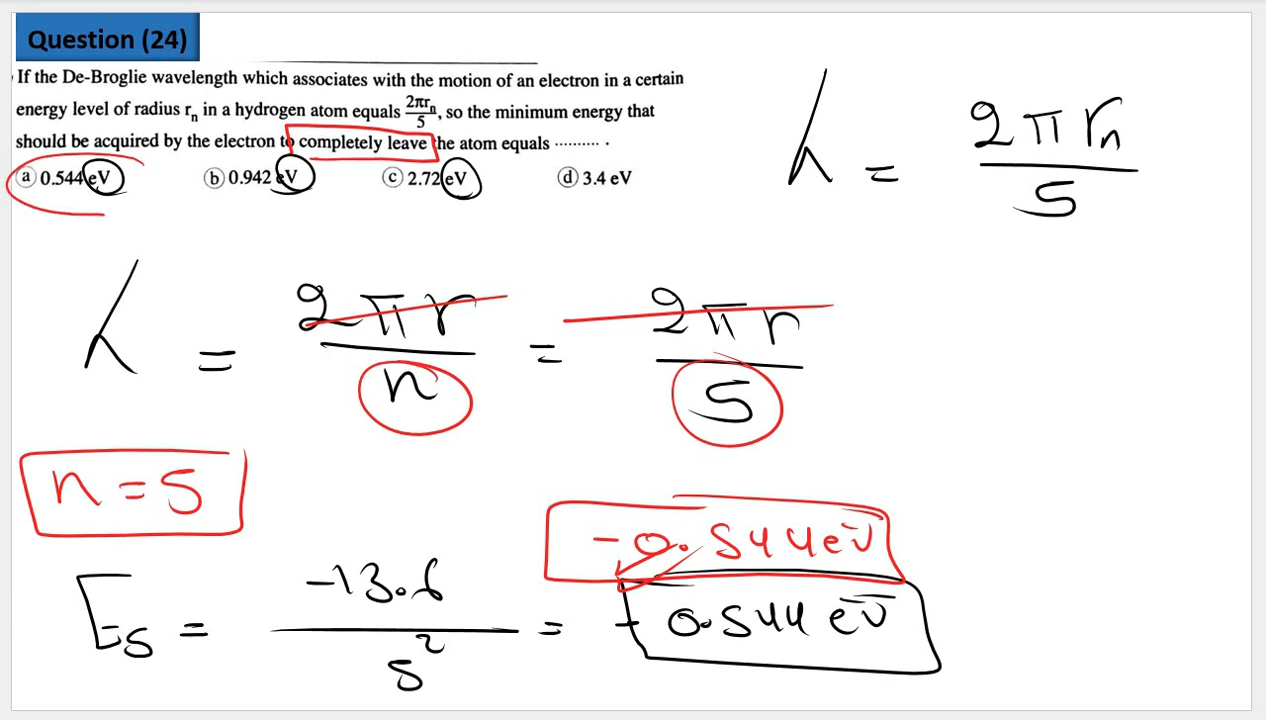 Question (24)
If the De-Broglie wavelength which associates with the motion of an electron in a certain
energy level of radius rₙ in a hydrogen atom equals 2πrₙ/5, so the minimum energy that
should be acquired by the electron to completely leave the atom equals .......... .
ⓐ 0.544 eV ⓑ 0.942 eV ⓒ 2.72 eV ⓓ 3.4 eV
λ = 2πrₙ/5
λ = 2πr/n = 2πr/5
n = 5
-0.544 eV
E₅ = -13.6/5² = -0.544 eV